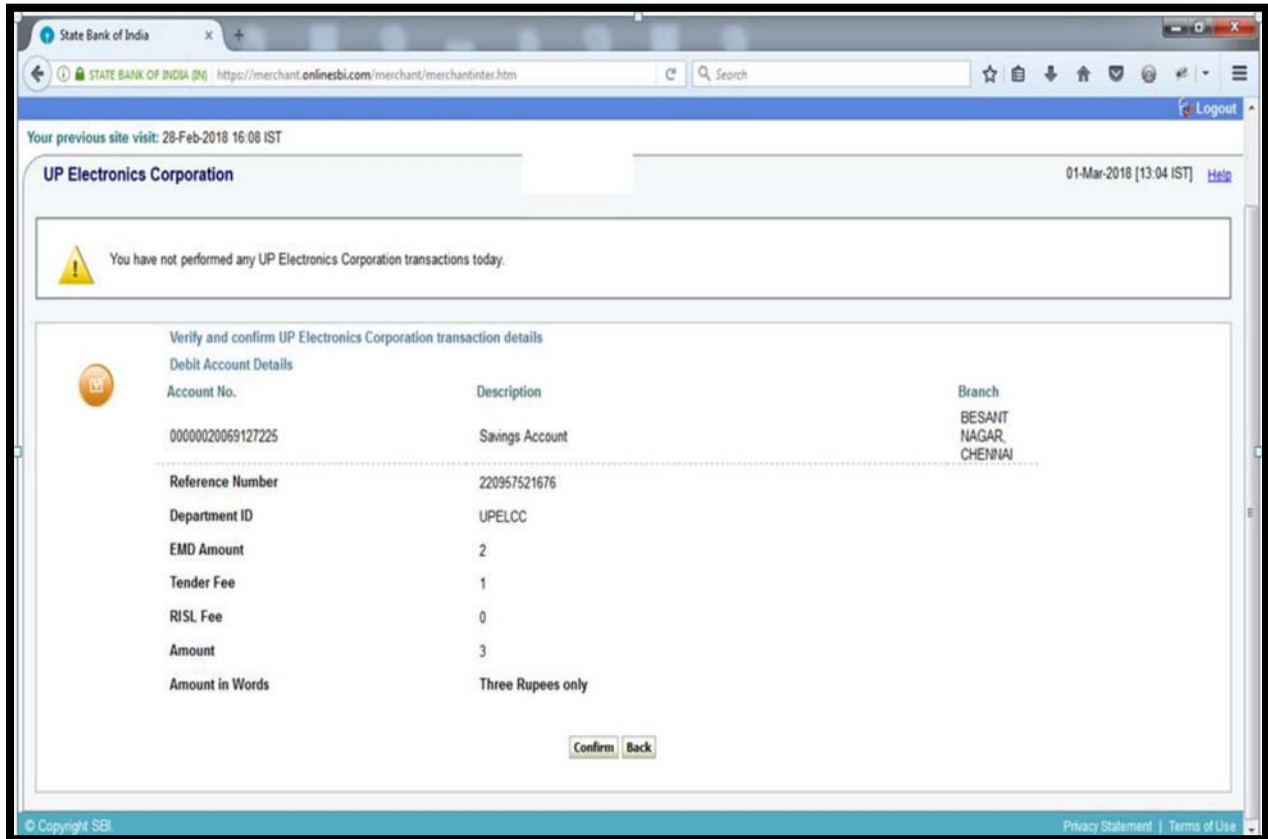 State Bank of India
STATE BANK OF INDIA (IN) https://merchant.onlinesbi.com/merchant/merchantinter.htm Search
Logout
Your previous site visit: 28-Feb-2018 16:08 IST
UP Electronics Corporation 01-Mar-2018 [13:04 IST] Help
You have not performed any UP Electronics Corporation transactions today.
Verify and confirm UP Electronics Corporation transaction details
Debit Account Details
Account No. Description Branch
00000020069127225 Savings Account BESANT NAGAR, CHENNAI
Reference Number 220957521676
Department ID UPELCC
EMD Amount 2
Tender Fee 1
RISL Fee 0
Amount 3
Amount in Words Three Rupees only
Confirm Back
© Copyright SBI. Privacy Statement | Terms of Use